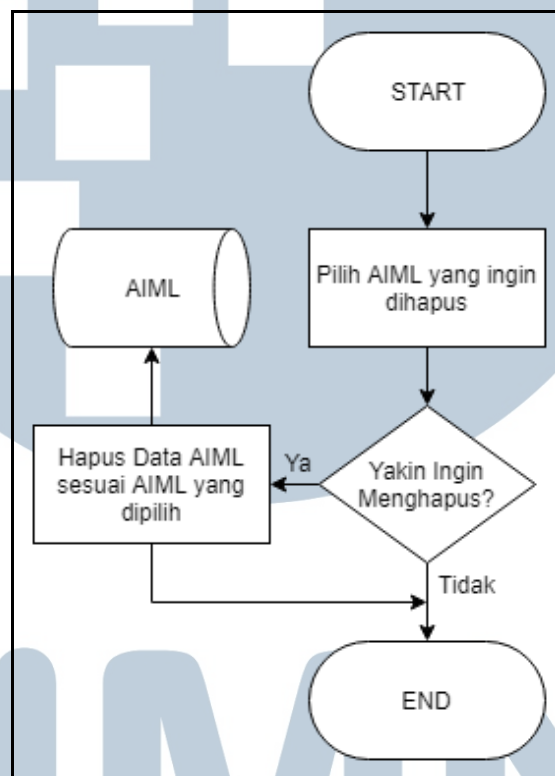 START
Pilih AIML yang ingin
dihapus
AIML
Yakin Ingin
Menghapus?
Ya
Hapus Data AIML
sesuai AIML yang
dipilih
Tidak
END